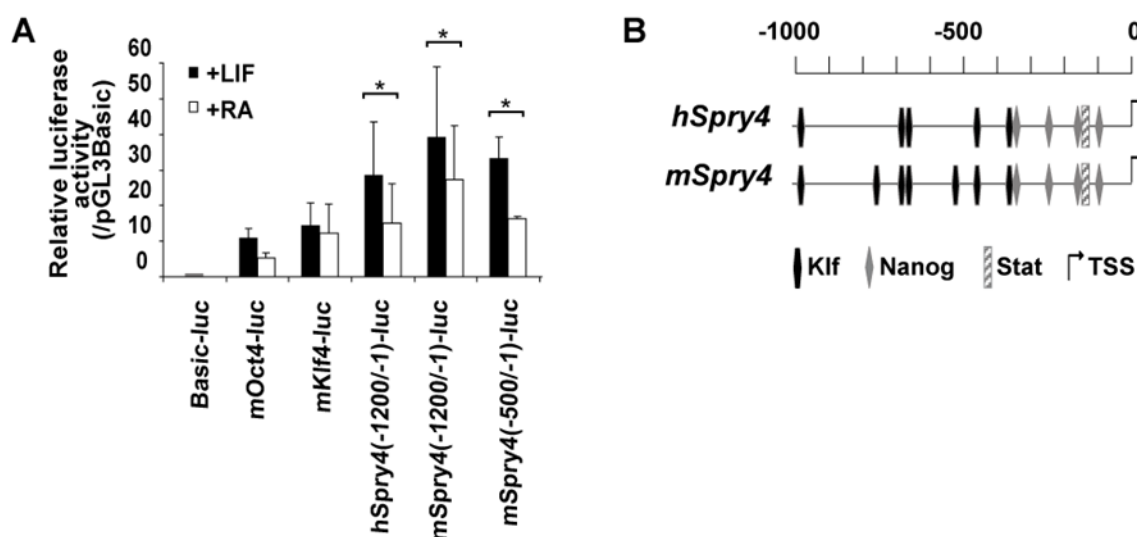 A
Relative luciferase
activity
(/pGL3Basic)
60
50
40
30
20
10
0
+LIF
+RA
*
*
*
Basic-luc
mOct4-luc
mKlf4-luc
hSpry4(-1200/-1)-luc
mSpry4(-1200/-1)-luc
mSpry4(-500/-1)-luc
B
-1000 -500 0
hSpry4
mSpry4
Klf Nanog Stat TSS